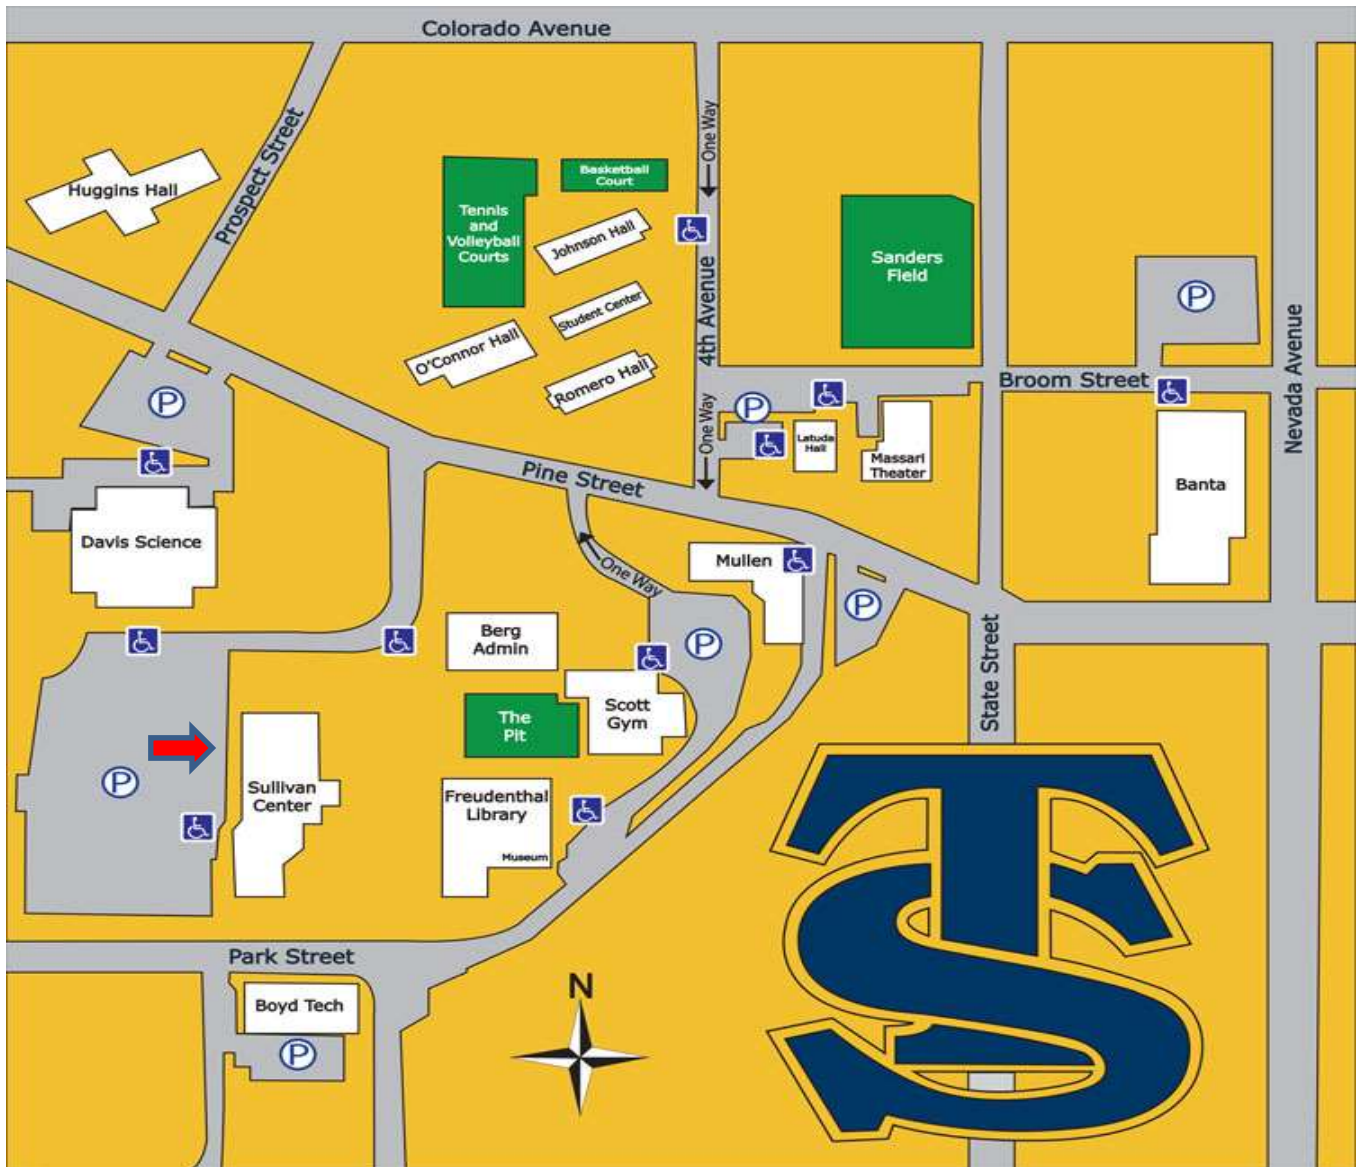 Colorado Avenue
Prospect Street
One Way
Huggins Hall
Basketball
Court
Tennis
and
Volleyball
Courts
Johnson Hall
Sanders
Field
P
Student Center
4th Avenue
Nevada Avenue
O'Connor Hall
Romero Hall
Broom Street
P
P
One Way
Latuda
Hall
Massari
Theater
Pine Street
Banta
Davis Science
Mullen
One Way
P
Berg
Admin
P
State Street
Scott
Gym
The
Pit
P
Sullivan
Center
Freudenthal
Library
Museum
TS
Park Street
N
Boyd Tech
P